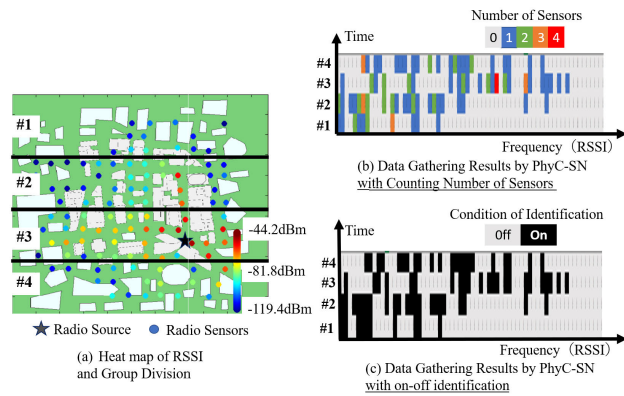 #1
#2
#3
#4
-44.2dBm
-81.8dBm
-119.4dBm
Radio Source
Radio Sensors
(a) Heat map of RSSI
and Group Division
Number of Sensors
0 1 2 3 4
Time
#4
#3
#2
#1
Frequency（RSSI）
(b) Data Gathering Results by PhyC-SN
with Counting Number of Sensors
Condition of Identification
Off On
Time
#4
#3
#2
#1
Frequency（RSSI）
(c) Data Gathering Results by PhyC-SN
with on-off identification